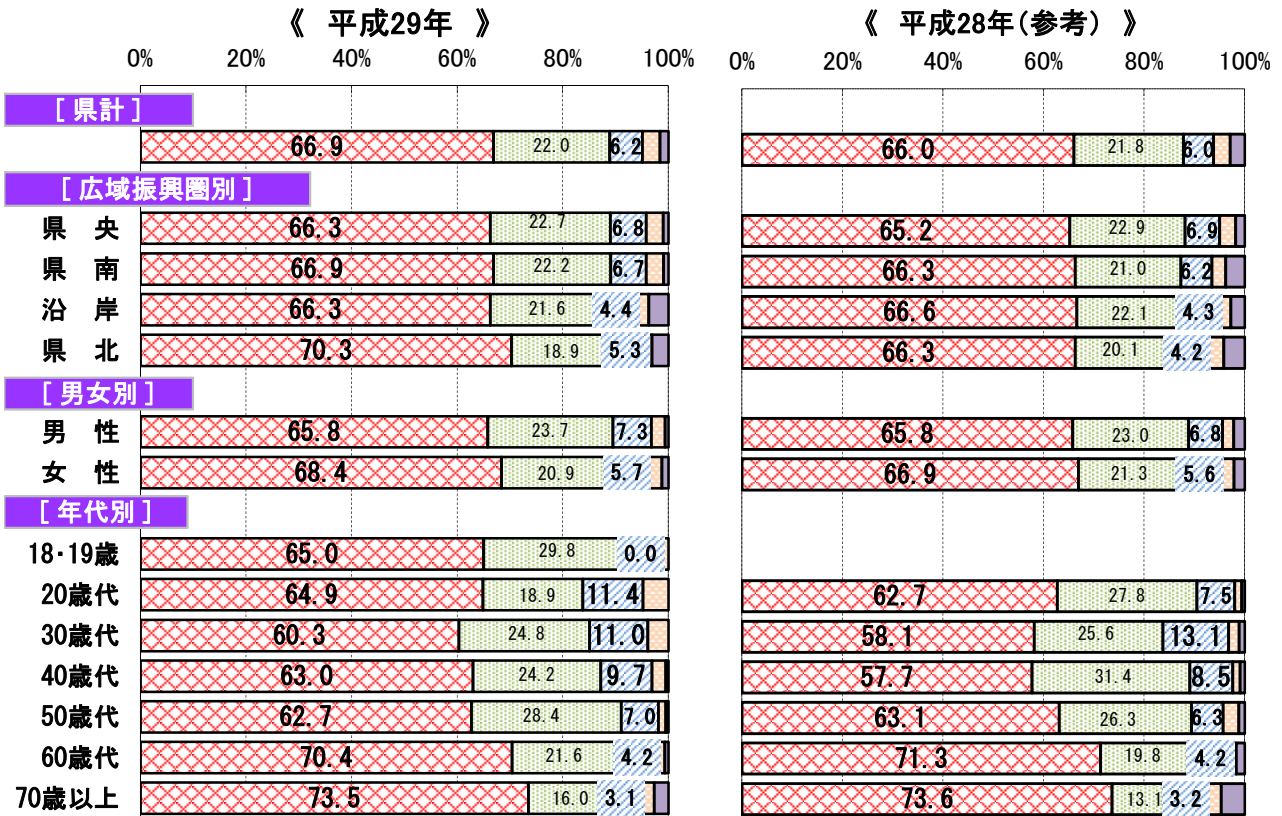 《 平成29年 》
《 平成28年(参考) 》
0% 20% 40% 60% 80% 100%
0% 20% 40% 60% 80% 100%
[ 県計 ]
66.9 22.0 6.2
66.0 21.8 6.0
[ 広域振興圏別 ]
県 央 66.3 22.7 6.8
65.2 22.9 6.9
県 南 66.9 22.2 6.7
66.3 21.0 6.2
沿 岸 66.3 21.6 4.4
66.6 22.1 4.3
県 北 70.3 18.9 5.3
66.3 20.1 4.2
[ 男女別 ]
男 性 65.8 23.7 7.3
65.8 23.0 6.8
女 性 68.4 20.9 5.7
66.9 21.3 5.6
[ 年代別 ]
18・19歳 65.0 29.8 0.0
20歳代 64.9 18.9 11.4
62.7 27.8 7.5
30歳代 60.3 24.8 11.0
58.1 25.6 13.1
40歳代 63.0 24.2 9.7
57.7 31.4 8.5
50歳代 62.7 28.4 7.0
63.1 26.3 6.3
60歳代 70.4 21.6 4.2
71.3 19.8 4.2
70歳以上 73.5 16.0 3.1
73.6 13.1 3.2